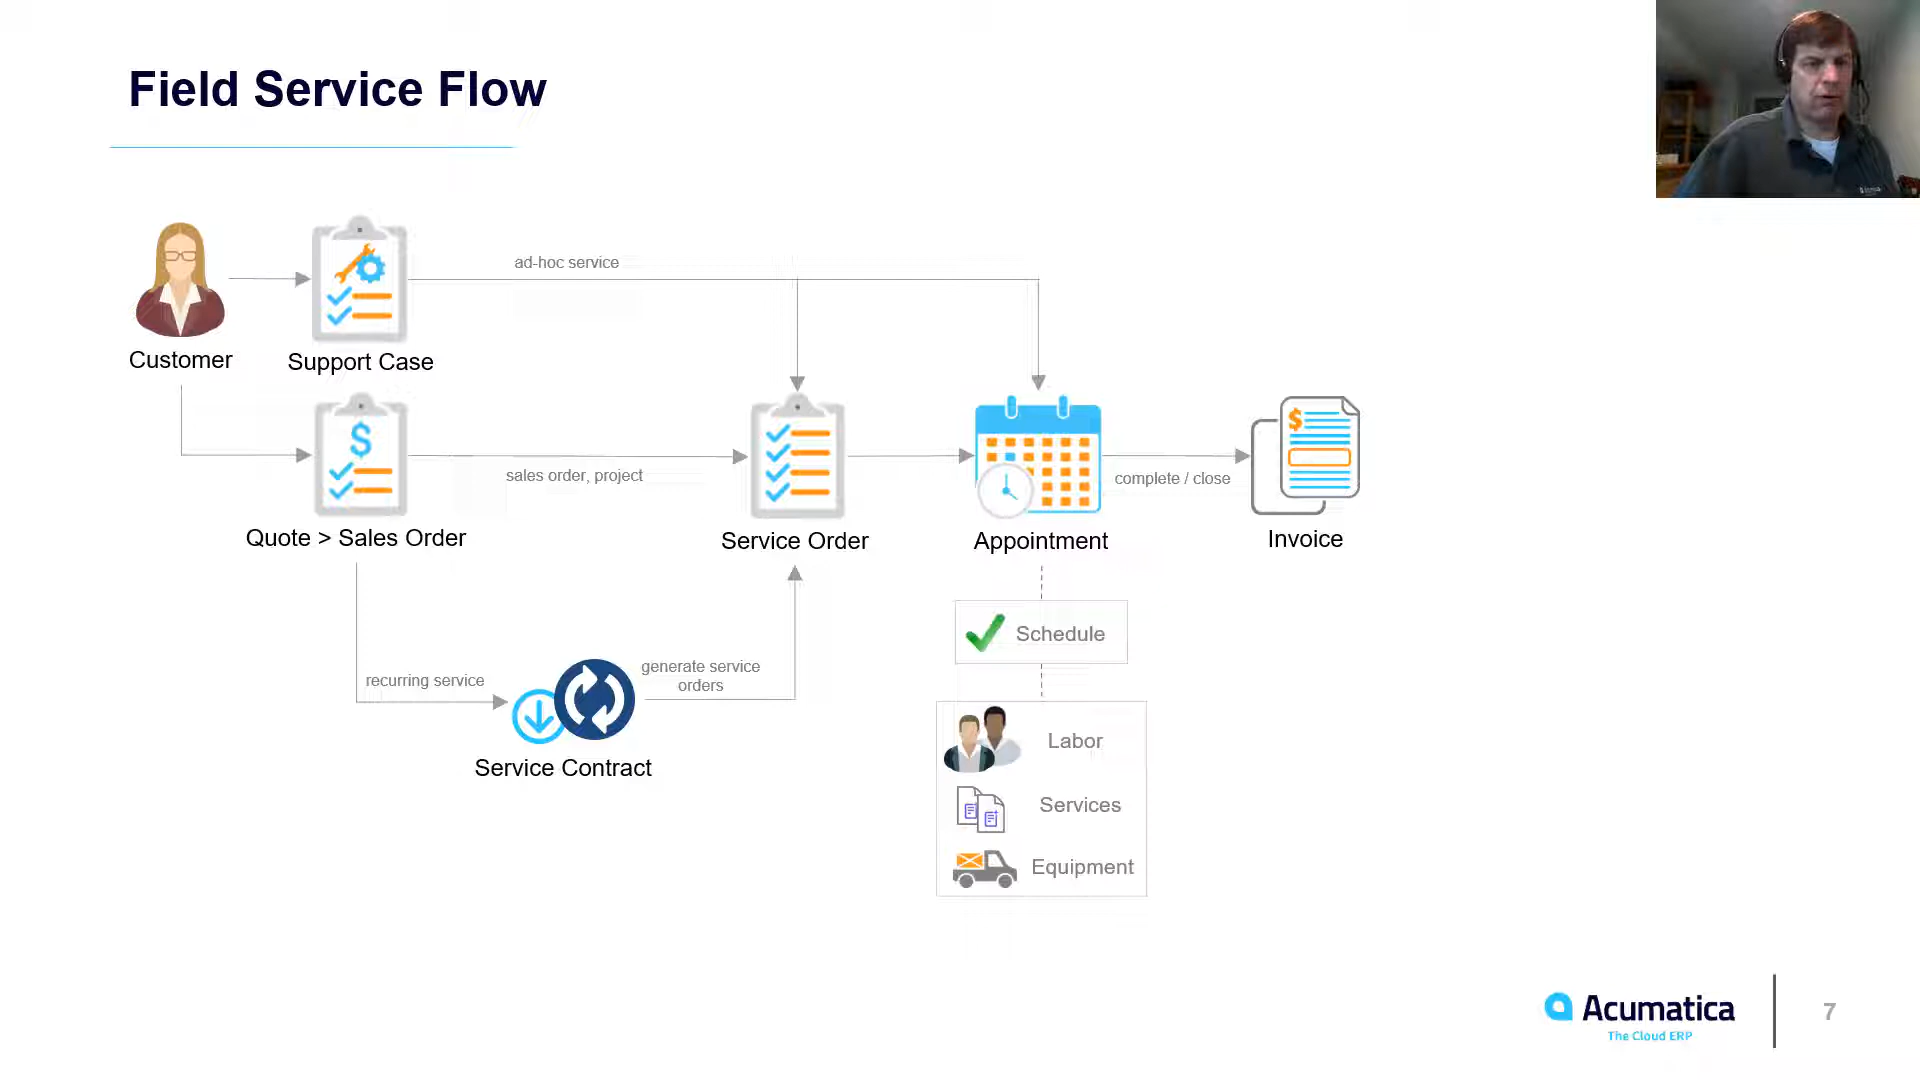 Field Service Flow
ad-hoc service
Customer
Support Case
sales order, project
complete / close
Quote > Sales Order
Service Order
Appointment
Invoice
Schedule
recurring service
generate service
orders
Service Contract
Labor
Services
Equipment
Acumatica
The Cloud ERP
7